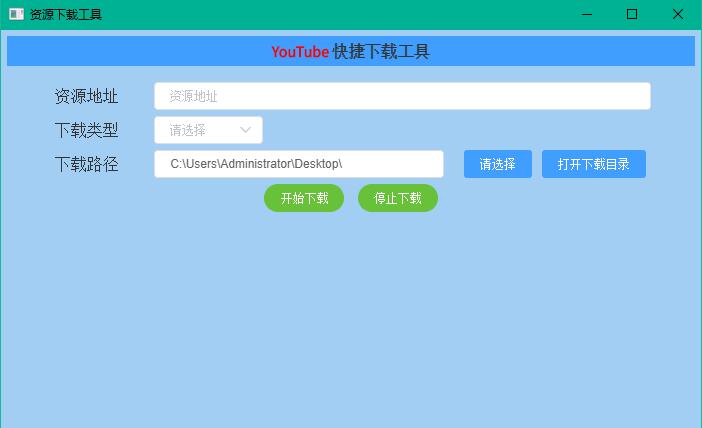 资源下载工具
YouTube 快捷下载工具
资源地址 资源地址
下载类型 请选择
下载路径 C:\Users\Administrator\Desktop\ 请选择 打开下载目录
开始下载 停止下载